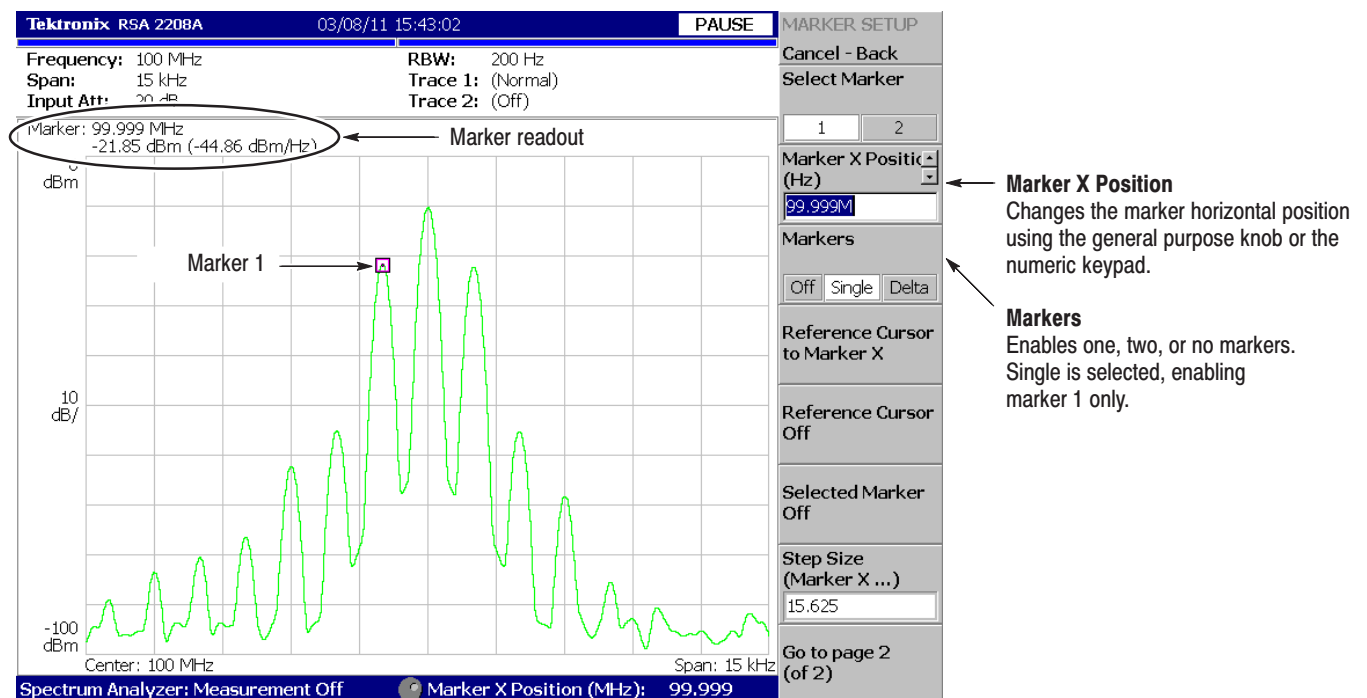 Tektronix RSA 2208A 03/08/11 15:43:02 PAUSE
Frequency: 100 MHz
Span: 15 kHz
Input Att: 20 dB
RBW: 200 Hz
Trace 1: (Normal)
Trace 2: (Off)
Marker: 99.999 MHz
-21.85 dBm (-44.86 dBm/Hz)
Marker readout
0
dBm
Marker 1
10
dB/
-100
dBm
Center: 100 MHz
Span: 15 kHz
Spectrum Analyzer: Measurement Off
Marker X Position (MHz): 99.999
MARKER SETUP
Cancel - Back
Select Marker
1 2
Marker X Positic
(Hz)
99.999M
Markers
Off Single Delta
Reference Cursor
to Marker X
Reference Cursor
Off
Selected Marker
Off
Step Size
(Marker X ...)
15.625
Go to page 2
(of 2)
Marker X Position
Changes the marker horizontal position
using the general purpose knob or the
numeric keypad.
Markers
Enables one, two, or no markers.
Single is selected, enabling
marker 1 only.